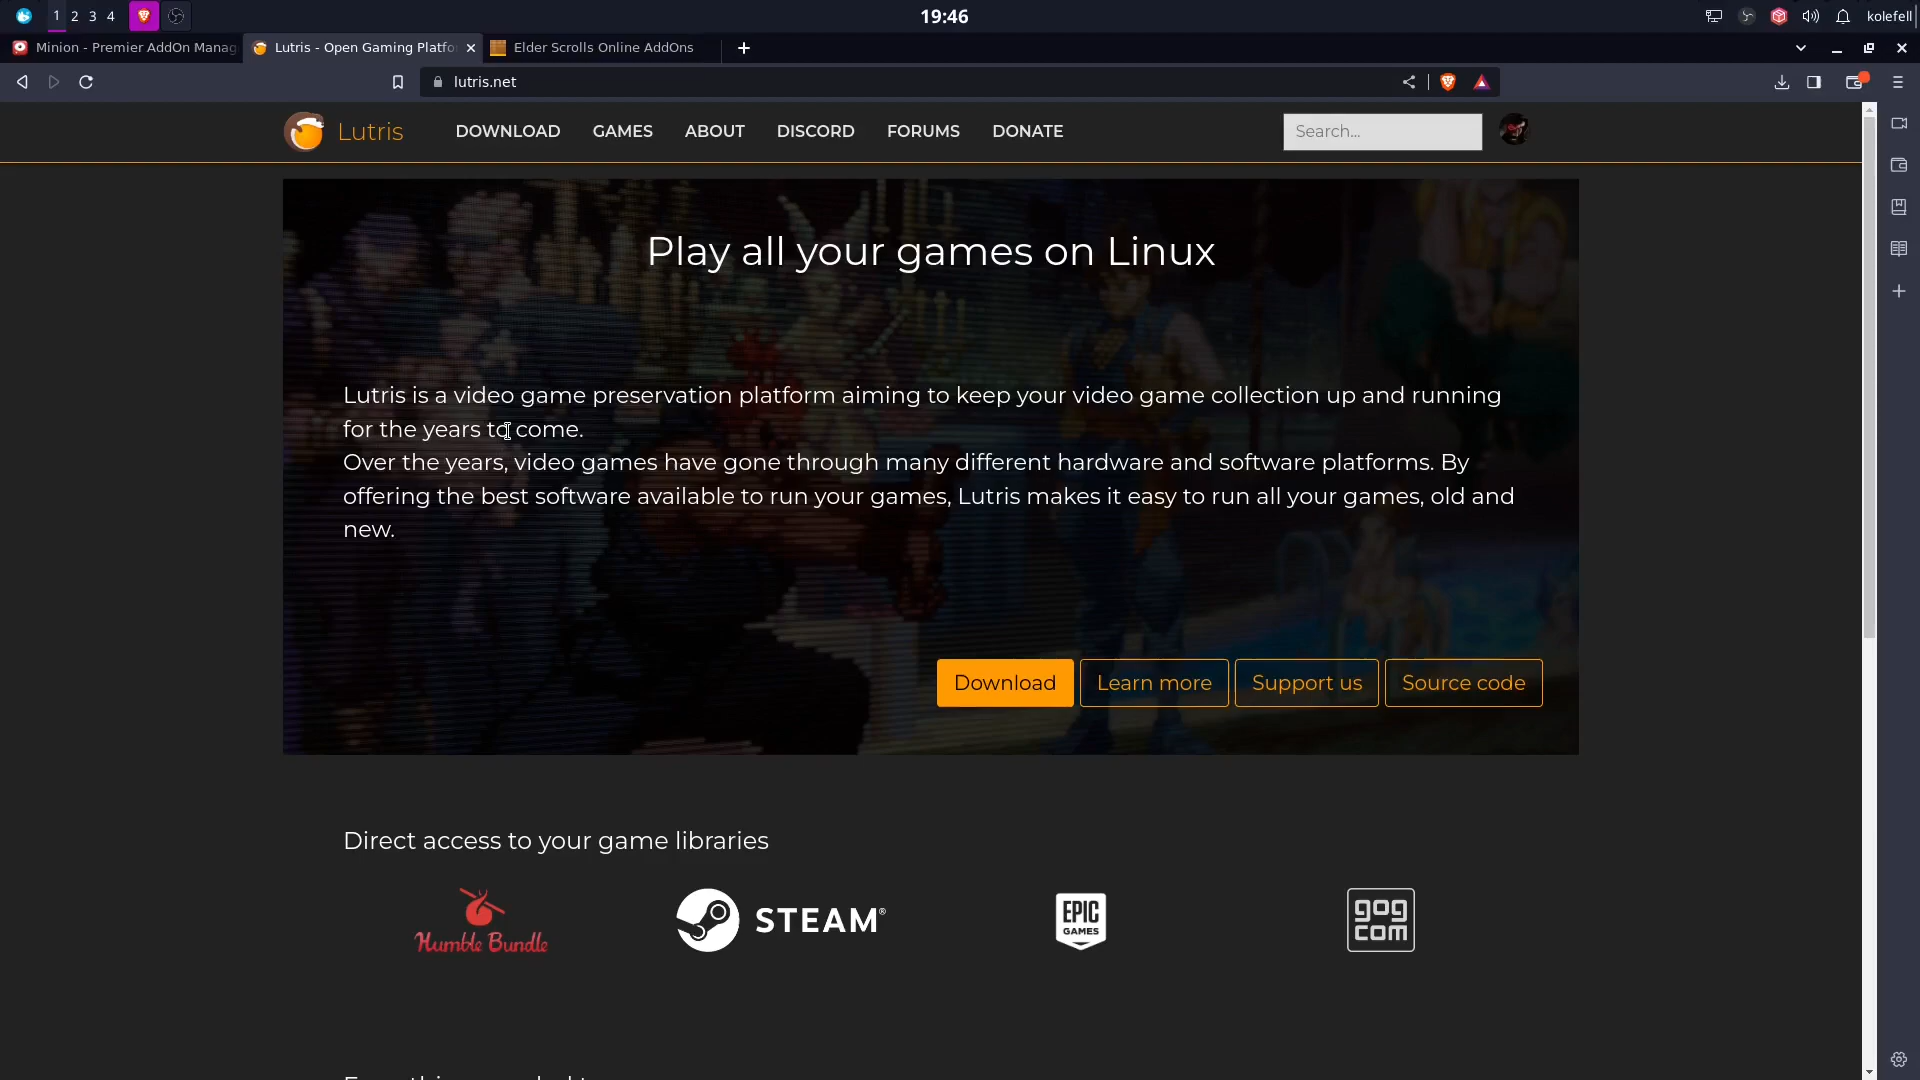 1 2 3 4
19:46
kolefell
Minion - Premier AddOn Manag
Lutris - Open Gaming Platfo
Elder Scrolls Online AddOns
lutris.net
Lutris
DOWNLOAD GAMES ABOUT DISCORD FORUMS DONATE
Search...
Play all your games on Linux
Lutris is a video game preservation platform aiming to keep your video game collection up and running
for the years to come.
Over the years, video games have gone through many different hardware and software platforms. By
offering the best software available to run your games, Lutris makes it easy to run all your games, old and
new.
Download Learn more Support us Source code
Direct access to your game libraries
Humble Bundle
STEAM®
EPIC
GAMES
gog
com